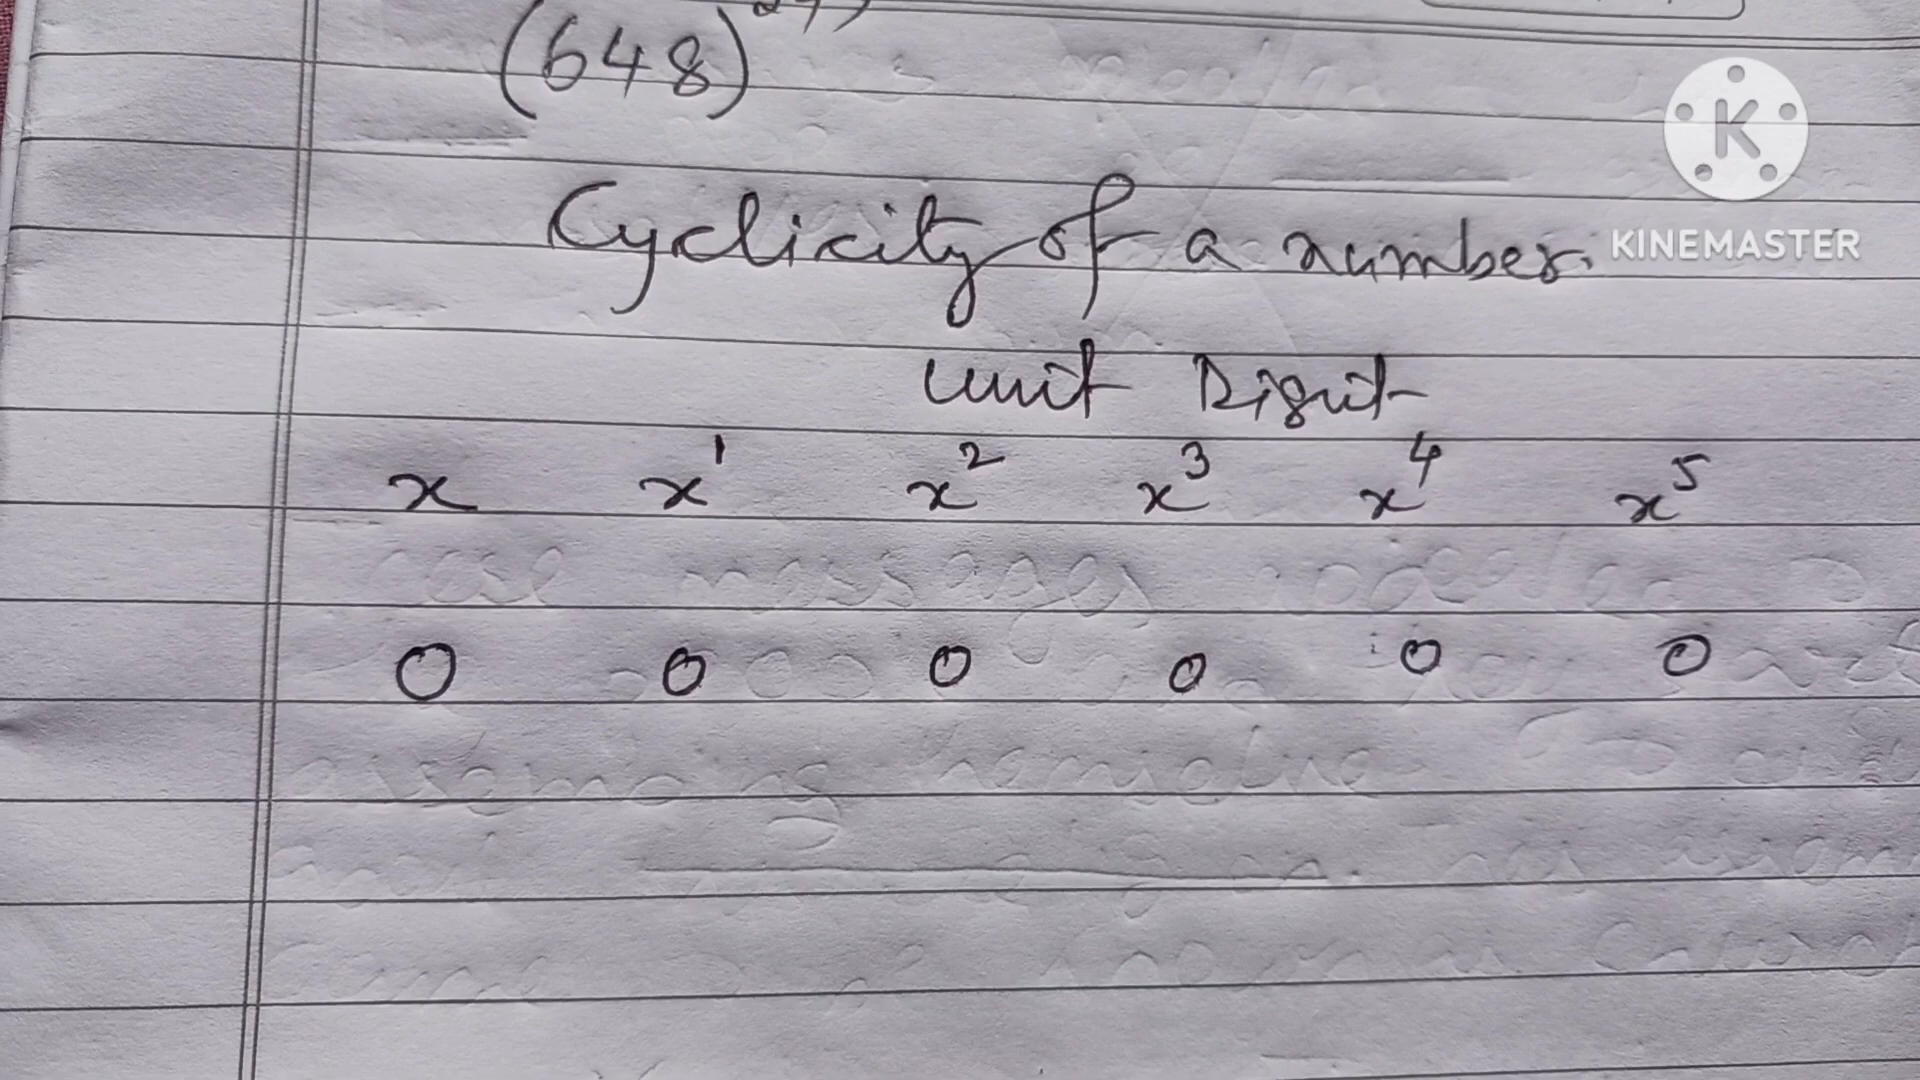 (648)
Cyclicity of a number.
K
KINEMASTER
Unit Digit
x x¹ x² x³ x⁴ x⁵
0 0 0 0 0 0